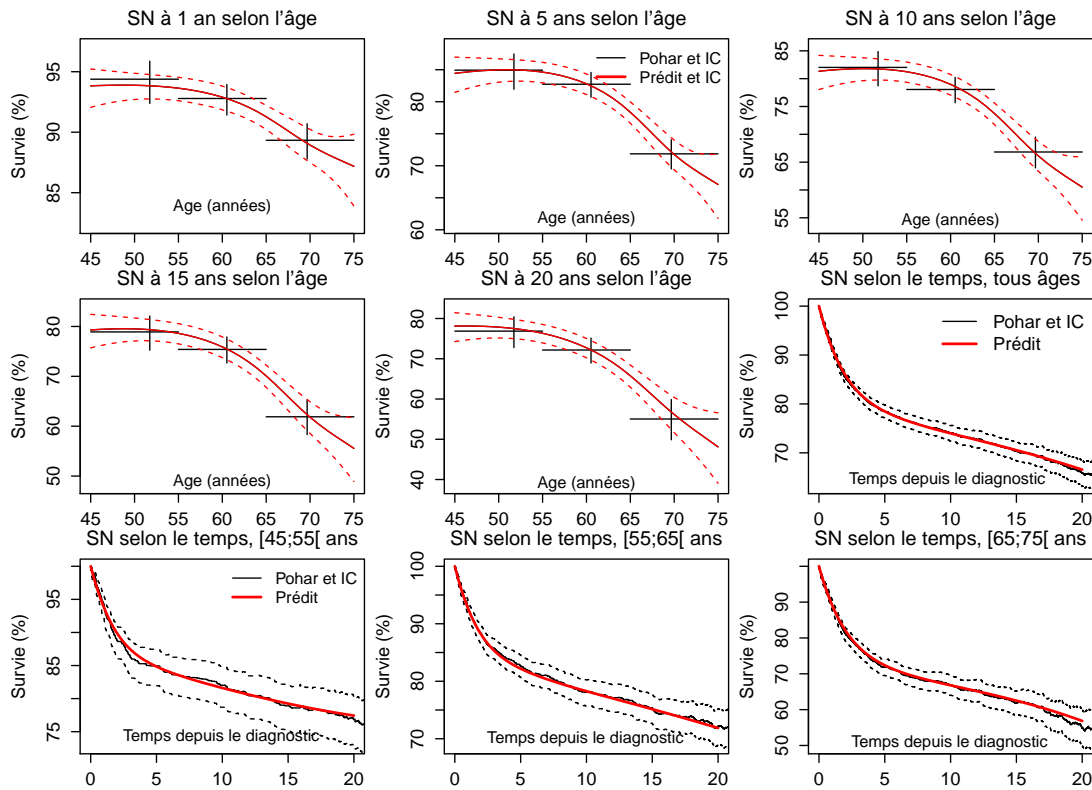 SN à 1 an selon l'âge
Survie (%)
95
90
85
Age (années)
45 50 55 60 65 70 75
SN à 5 ans selon l'âge
Survie (%)
80
70
60
Pohar et IC
Prédit et IC
Age (années)
45 50 55 60 65 70 75
SN à 10 ans selon l'âge
Survie (%)
85
75
65
55
Age (années)
45 50 55 60 65 70 75
SN à 15 ans selon l'âge
Survie (%)
80
70
60
50
Age (années)
45 50 55 60 65 70 75
SN à 20 ans selon l'âge
Survie (%)
80
70
60
50
40
Age (années)
45 50 55 60 65 70 75
SN selon le temps, tous âges
Survie (%)
100
90
80
70
Pohar et IC
Prédit
Temps depuis le diagnostic
0 5 10 15 20
SN selon le temps, [45;55[ ans
Survie (%)
95
85
75
Pohar et IC
Prédit
Temps depuis le diagnostic
0 5 10 15 20
SN selon le temps, [55;65[ ans
Survie (%)
100
90
80
70
Temps depuis le diagnostic
0 5 10 15 20
SN selon le temps, [65;75[ ans
Survie (%)
90
80
70
60
50
Temps depuis le diagnostic
0 5 10 15 20